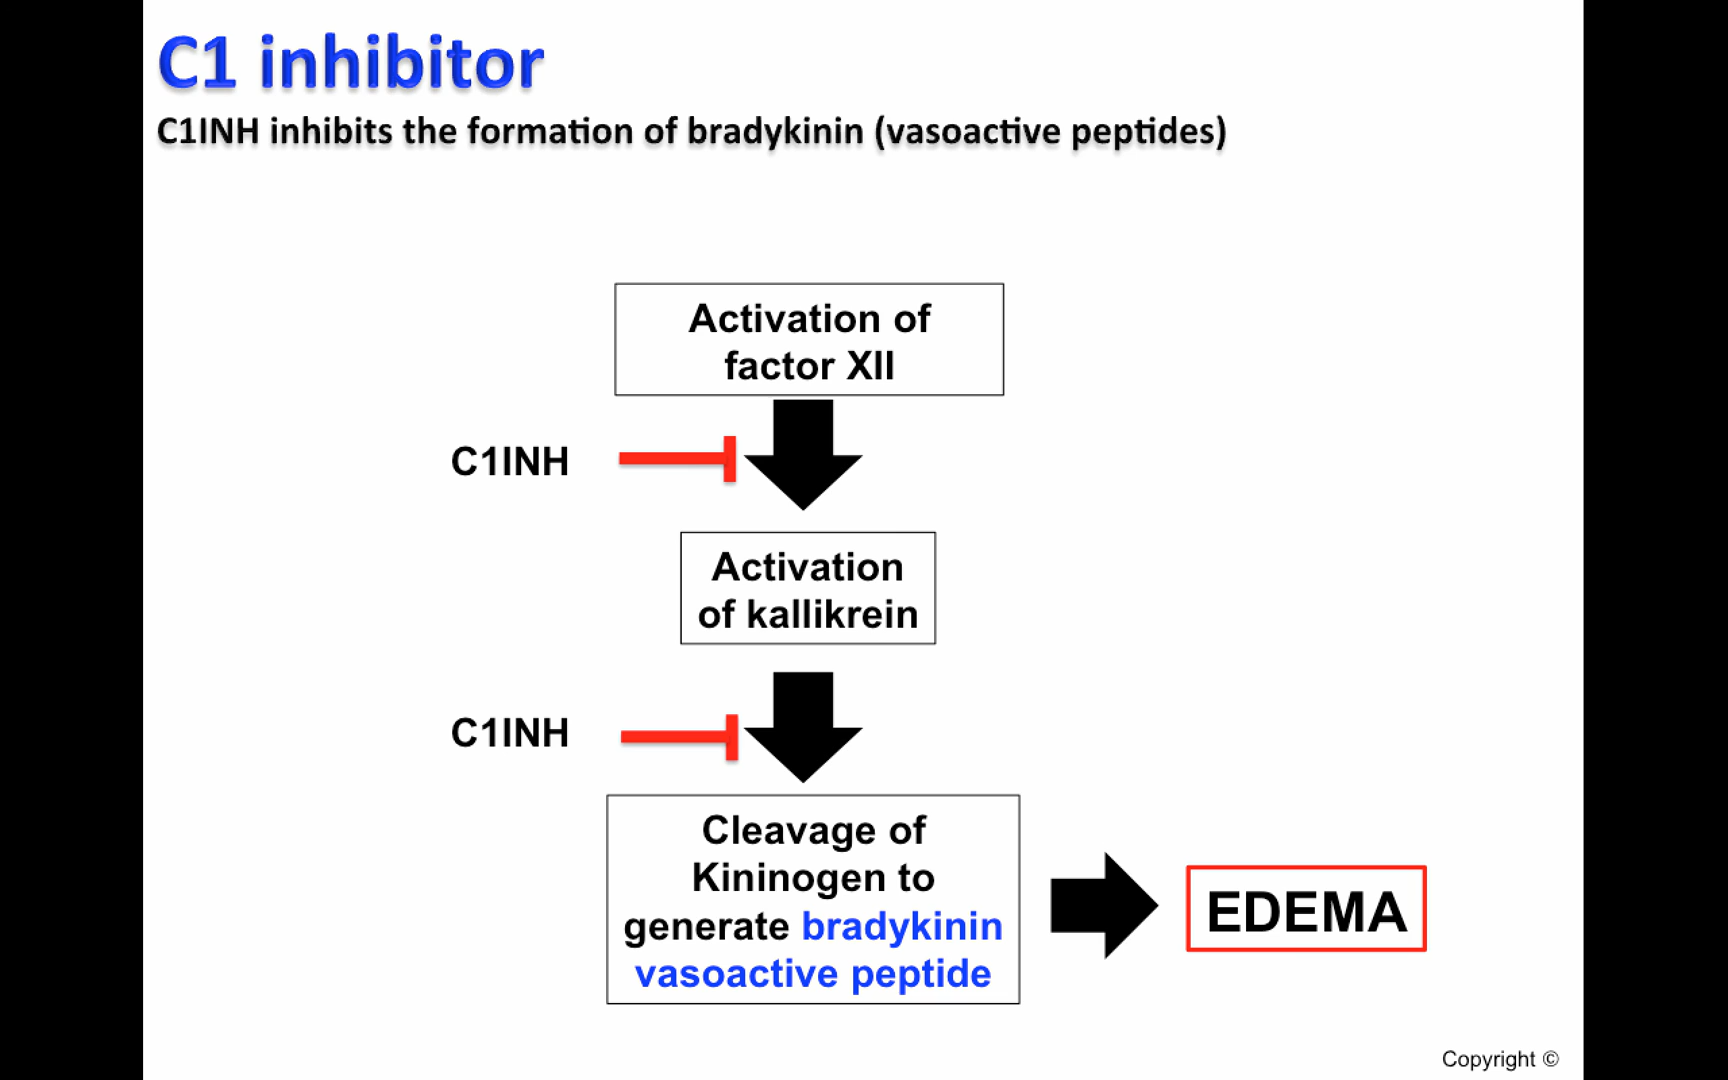 C1 inhibitor
C1INH inhibits the formation of bradykinin (vasoactive peptides)
Activation of
factor XII
C1INH
Activation
of kallikrein
C1INH
Cleavage of
Kininogen to
generate bradykinin
vasoactive peptide
EDEMA
Copyright ©